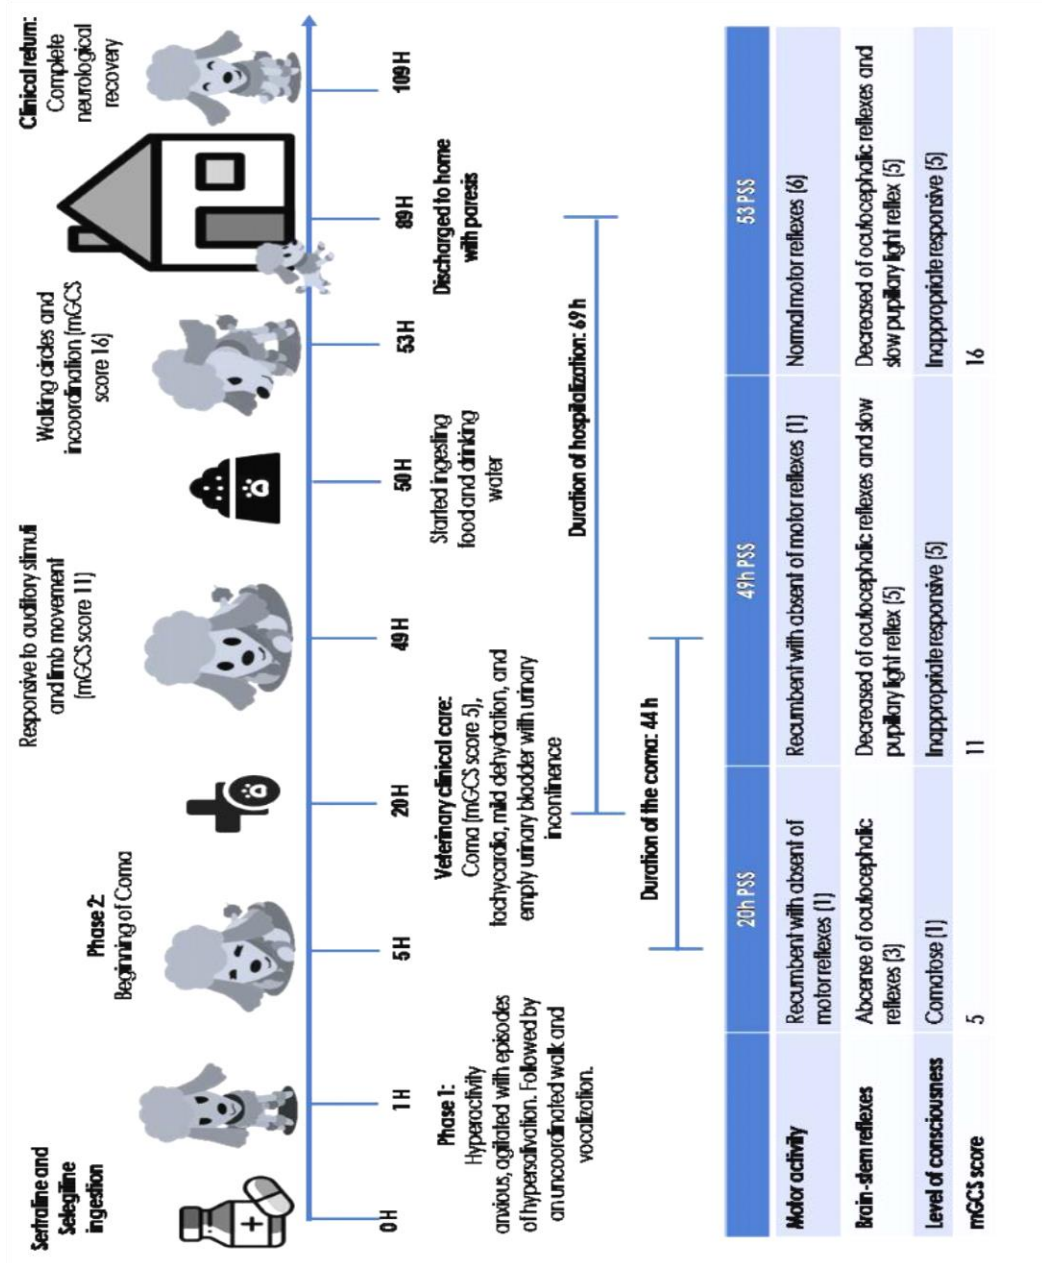 Sertraline and
Selegiline
ingestion
Phase 2:
Beginning of Coma
Responsive to auditory stimuli
and limb movement
(mGCS score 11)
Walking circles and
incoordination (mGCS
score 16)
Clinical return:
Complete
neurological
recovery
0H
1H
5H
20H
49H
50H
53H
89H
109H
Phase 1:
Hyperactivity
anxious, agitated with episodes
of hypersalivation. Followed by
an uncoordinated walk and
vocalization.
Veterinary clinical care:
Coma (mGCS score 5),
tachycardia, mild dehydration, and
empty urinary bladder with urinary
incontinence
Started ingesting
food and drinking
water
Discharged to home
with paresis
Duration of hospitalization: 69 h
Duration of the coma: 44 h
20h PSS 49h PSS 53 PSS
Motor activity
Recumbent with absent of
motor reflexes (1)
Recumbent with absent of motor reflexes (1)
Normal motor reflexes (6)
Brain-stem reflexes
Abcense of oculocephalic
reflexes (3)
Decreased of oculocephalic reflexes and slow
pupillary light reflex (5)
Decreased of oculocephalic reflexes and
slow pupillary light reflex (5)
Level of consciousness
Comatose (1)
Inappropriate responsive (5)
Inappropriate responsive (5)
mGCS score
5
11
16